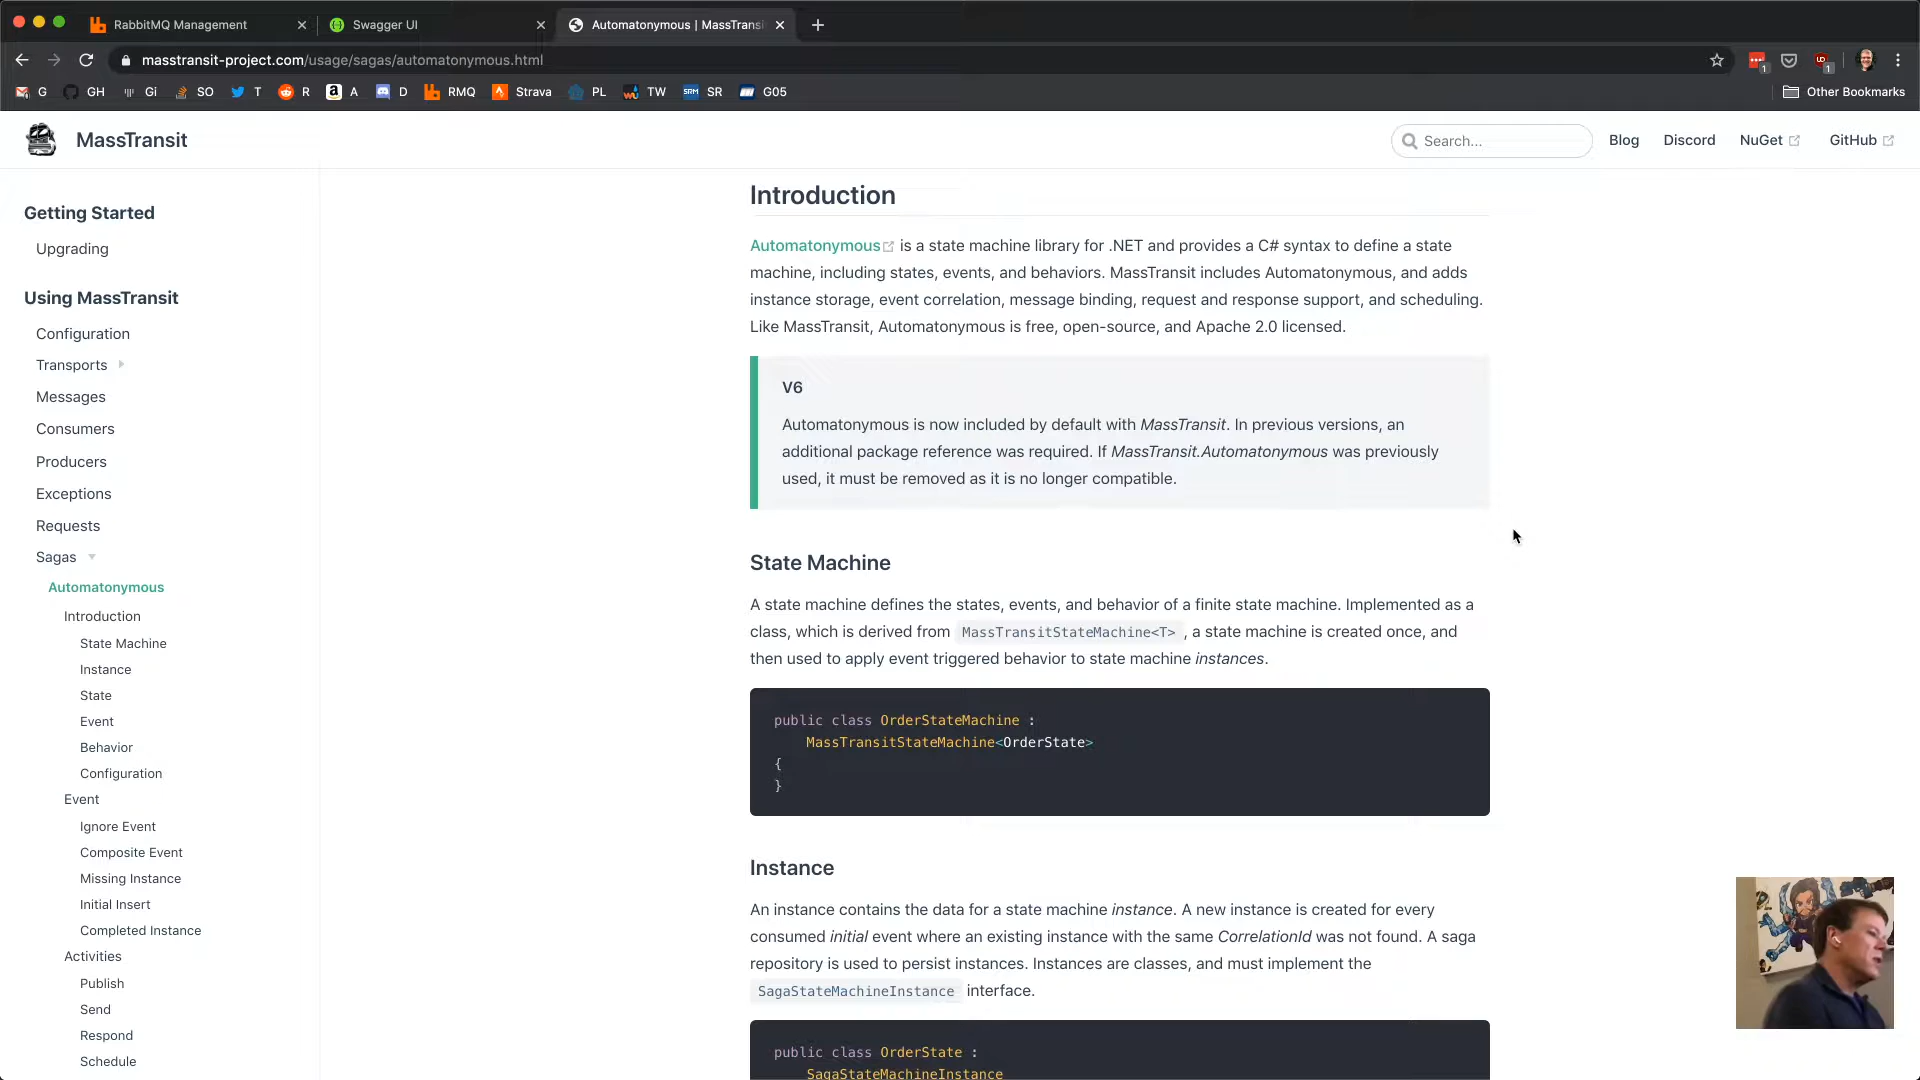 RabbitMQ Management
Swagger UI
Automatonymous | MassTransi
masstransit-project.com/usage/sagas/automatonymous.html
1
1
G
GH
Gi
SO
T
R
A
D
RMQ
Strava
PL
TW
SR
G05
Other Bookmarks
MassTransit
Search...
Blog
Discord
NuGet
GitHub
Getting Started
Upgrading
Using MassTransit
Configuration
Transports
Messages
Consumers
Producers
Exceptions
Requests
Sagas
Automatonymous
Introduction
State Machine
Instance
State
Event
Behavior
Configuration
Event
Ignore Event
Composite Event
Missing Instance
Initial Insert
Completed Instance
Activities
Publish
Send
Respond
Schedule
Introduction
Automatonymous is a state machine library for .NET and provides a C# syntax to define a state
machine, including states, events, and behaviors. MassTransit includes Automatonymous, and adds
instance storage, event correlation, message binding, request and response support, and scheduling.
Like MassTransit, Automatonymous is free, open-source, and Apache 2.0 licensed.
V6
Automatonymous is now included by default with MassTransit. In previous versions, an
additional package reference was required. If MassTransit.Automatonymous was previously
used, it must be removed as it is no longer compatible.
State Machine
A state machine defines the states, events, and behavior of a finite state machine. Implemented as a
class, which is derived from MassTransitStateMachine<T> , a state machine is created once, and
then used to apply event triggered behavior to state machine instances.
public class OrderStateMachine :
MassTransitStateMachine<OrderState>
{
}
Instance
An instance contains the data for a state machine instance. A new instance is created for every
consumed initial event where an existing instance with the same CorrelationId was not found. A saga
repository is used to persist instances. Instances are classes, and must implement the
SagaStateMachineInstance interface.
public class OrderState :
SagaStateMachineInstance